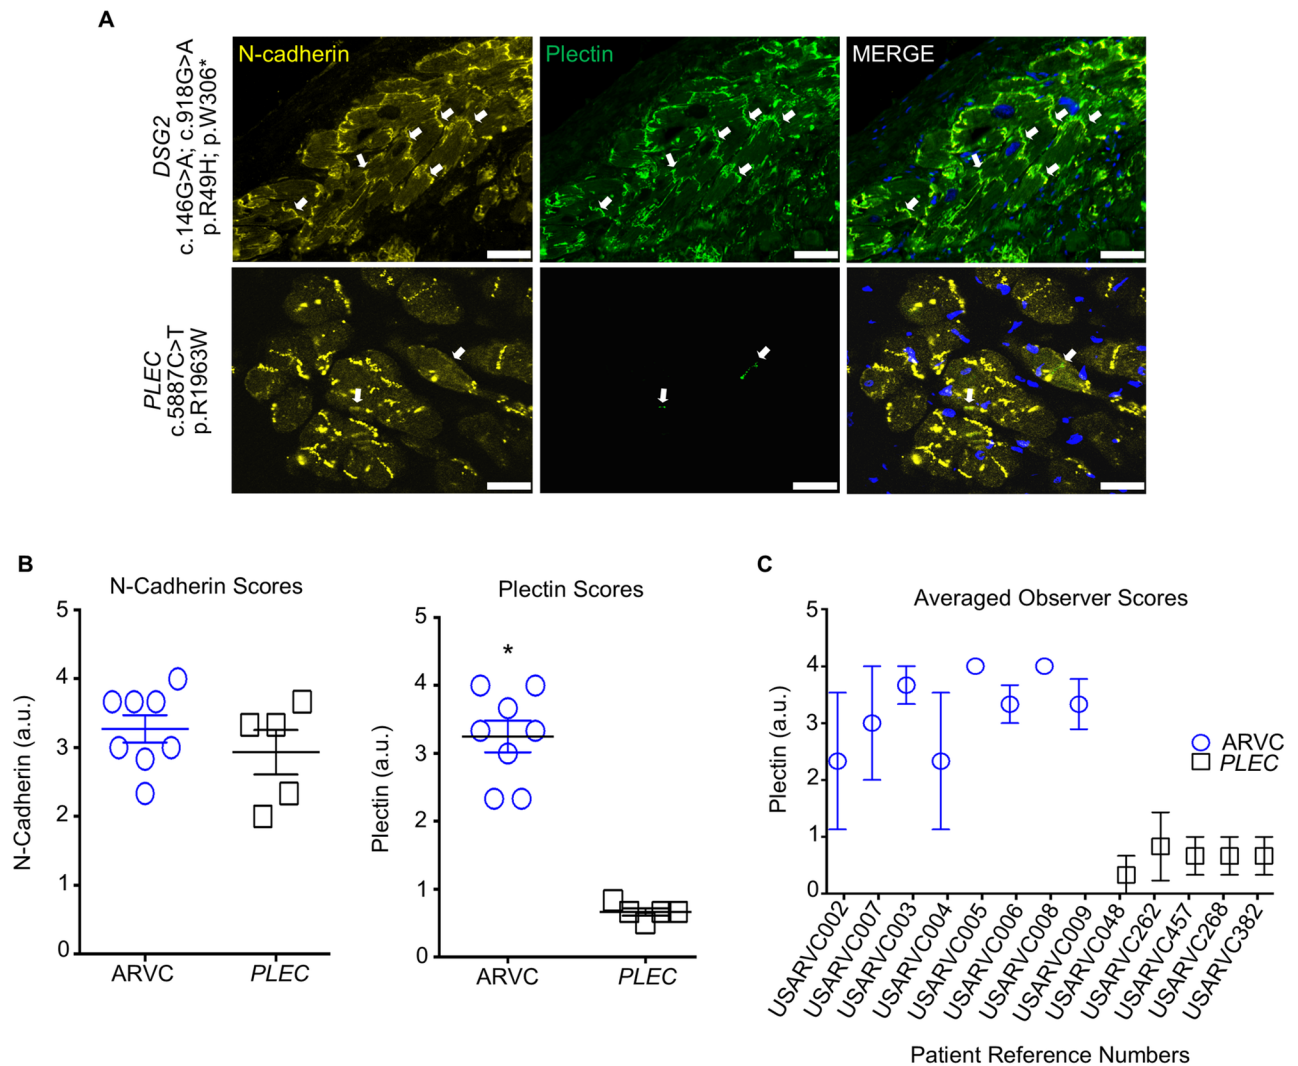 A
N-cadherin
Plectin
MERGE
DSG2
c.146G>A; c.918G>A
p.R49H; p.W306*
PLEC
c.5887C>T
p.R1963W
B
N-Cadherin Scores
N-Cadherin (a.u.)
5
4
3
2
1
0
ARVC
PLEC
Plectin Scores
Plectin (a.u.)
5
4
3
2
1
0
*
ARVC
PLEC
C
Averaged Observer Scores
Plectin (a.u.)
5
4
3
2
1
0
ARVC
PLEC
USARVC002
USARVC007
USARVC003
USARVC004
USARVC005
USARVC006
USARVC008
USARVC009
USARVC048
USARVC262
USARVC457
USARVC268
USARVC382
Patient Reference Numbers